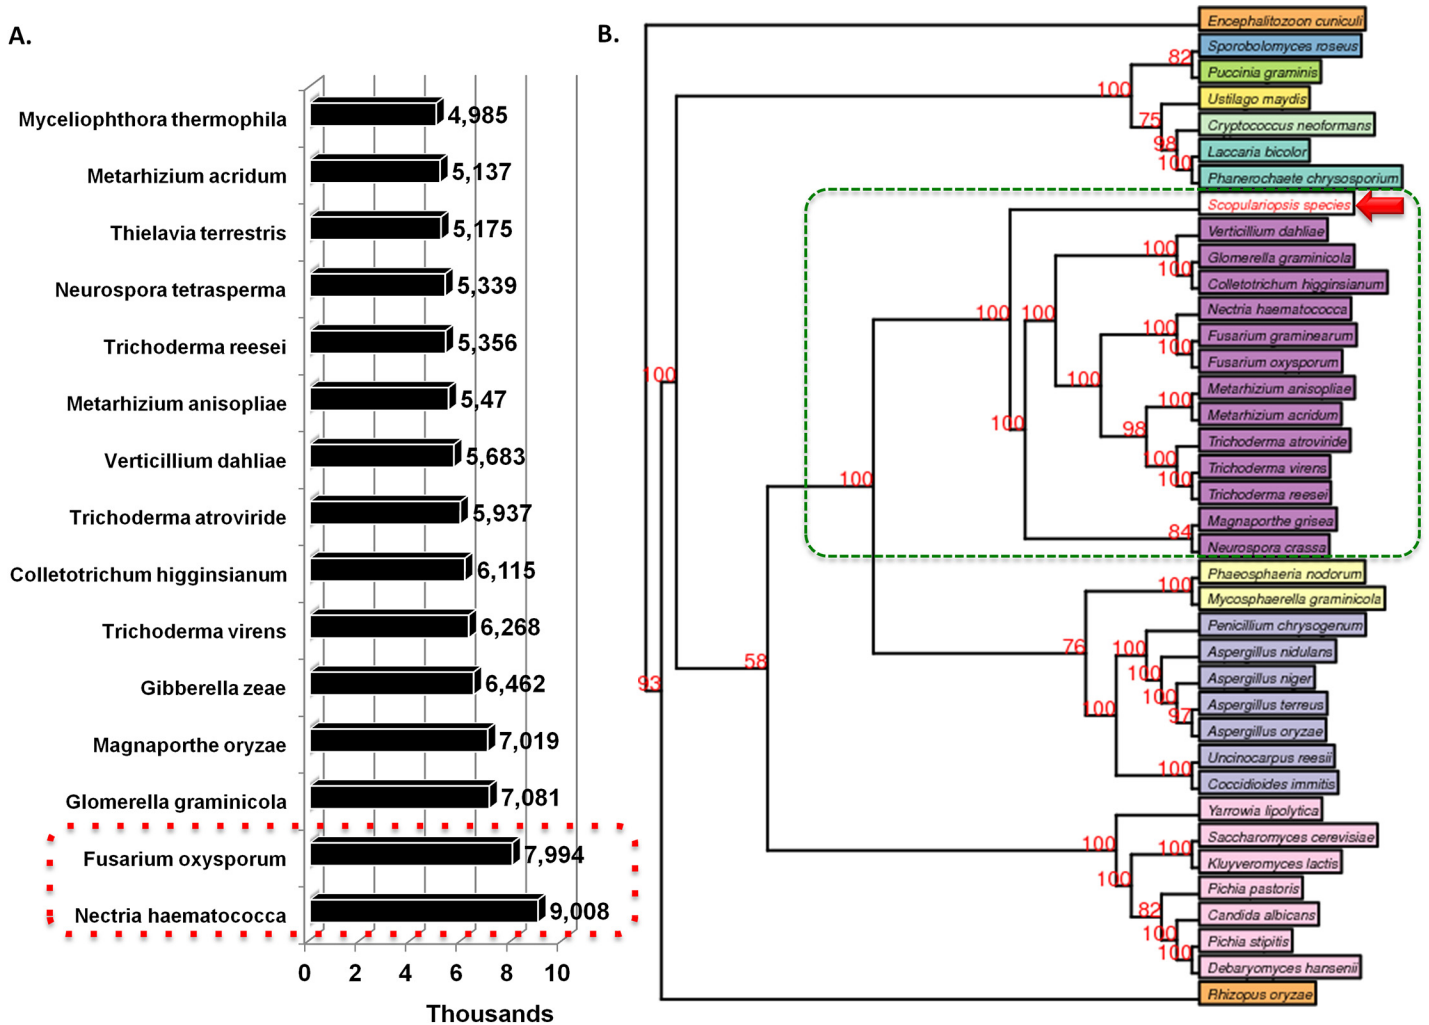 A.
Myceliophthora thermophila 4,985
Metarhizium acridum 5,137
Thielavia terrestris 5,175
Neurospora tetrasperma 5,339
Trichoderma reesei 5,356
Metarhizium anisopliae 5,47
Verticillium dahliae 5,683
Trichoderma atroviride 5,937
Colletotrichum higginsianum 6,115
Trichoderma virens 6,268
Gibberella zeae 6,462
Magnaporthe oryzae 7,019
Glomerella graminicola 7,081
Fusarium oxysporum 7,994
Nectria haematococca 9,008
0 2 4 6 8 10
Thousands
B.
Encephalitozoon cuniculi
Sporobolomyces roseus
82
Puccinia graminis
100
Ustilago maydis
75
Cryptococcus neoformans
98
Laccaria bicolor
100
Phanerochaete chrysosporium
Scopulariopsis species
Verticillium dahliae
100
Glomerella graminicola
100
Colletotrichum higginsianum
Nectria haematococca
100 100
100
Fusarium graminearum
100
Fusarium oxysporum
100
100
Metarhizium anisopliae
100
Metarhizium acridum
100
98
Trichoderma atroviride
100
Trichoderma virens
100
100
Trichoderma reesei
Magnaporthe grisea
84
Neurospora crassa
Phaeosphaeria nodorum
100
Mycosphaerella graminicola
Penicillium chrysogenum
76
100
Aspergillus nidulans
58
100
Aspergillus niger
93
100
Aspergillus terreus
100
97
Aspergillus oryzae
Uncinocarpus reesii
100
Coccidioides immitis
Yarrowia lipolytica
Saccharomyces cerevisiae
100
100
Kluyveromyces lactis
100
Pichia pastoris
82
Candida albicans
100
Pichia stipitis
100
Debaryomyces hansenii
Rhizopus oryzae